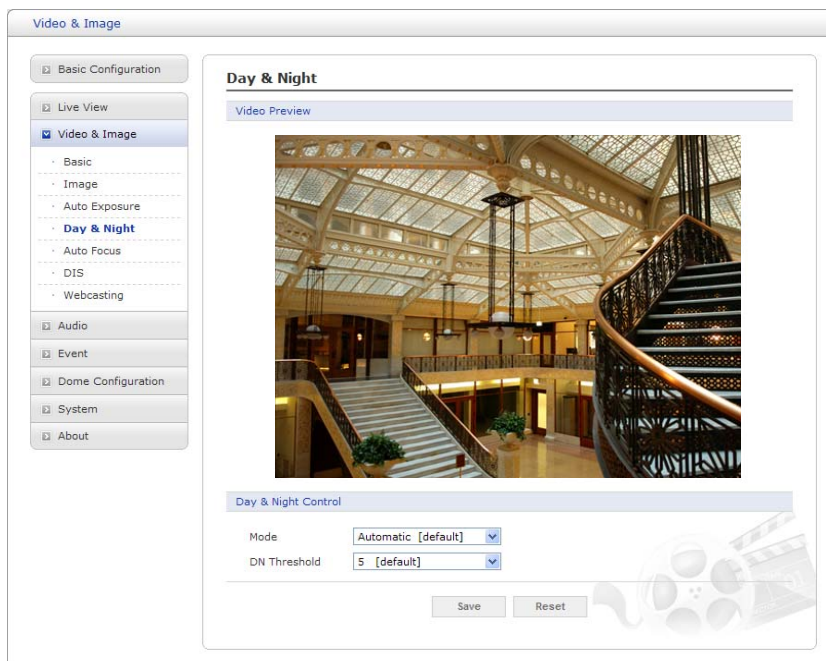 Video & Image
Basic Configuration
Live View
Video & Image
Basic
Image
Auto Exposure
Day & Night
Auto Focus
DIS
Webcasting
Audio
Event
Dome Configuration
System
About
Day & Night
Video Preview
Day & Night Control
Mode Automatic [default]
DN Threshold 5 [default]
Save Reset